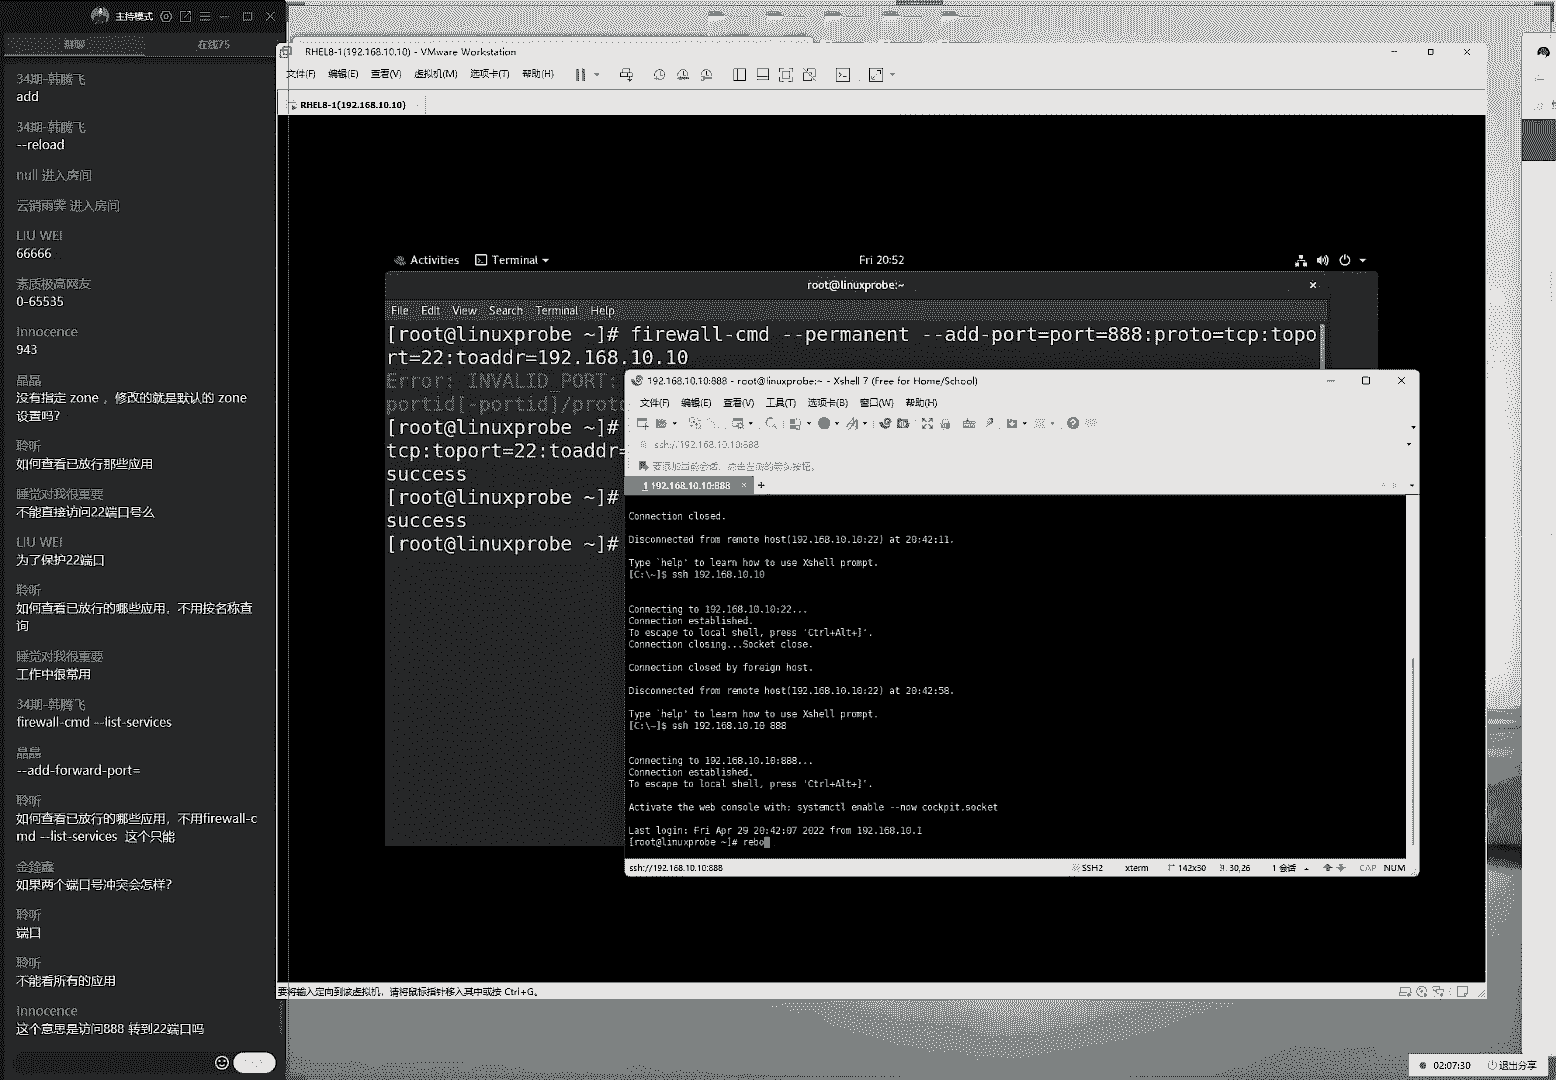 主持模式
群聊
在线75
34期-韩腾飞
add
34期-韩腾飞
--reload
null 进入房间
云销雨霁 进入房间
LIU WEI
66666
素质极高网友
0-65535
Innocence
943
晶晶
没有指定 zone ，修改的就是默认的 zone
设置吗？
聆听
如何查看已放行那些应用
睡觉对我很重要
不能直接访问22端口号么
LIU WEI
为了保护22端口
聆听
如何查看已放行的哪些应用，不用按名称查
询
睡觉对我很重要
工作中很常用
34期-韩腾飞
firewall-cmd --list-services
晶晶
--add-forward-port=
聆听
如何查看已放行的哪些应用，不用firewall-c
md --list-services 这个只能
如果两个端口号冲突会怎样？
聆听
端口
聆听
不能看所有的应用
Innocence
这个意思是访问888 转到22端口吗
RHEL8-1(192.168.10.10) - VMware Workstation
文件(F) 编辑(E) 查看(V) 虚拟机(M) 选项卡(T) 帮助(H)
RHEL8-1(192.168.10.10)
Activities Terminal Fri 20:52
root@linuxprobe:~
File Edit View Search Terminal Help
[root@linuxprobe ~]# firewall-cmd --permanent --add-port=port=888:proto=tcp:topo
rt=22:toaddr=192.168.10.10
Error: INVALID_PORT:
portid[-portid]/proto
[root@linuxprobe ~]#
tcp:toport=22:toaddr=
success
[root@linuxprobe ~]#
success
[root@linuxprobe ~]#
192.168.10.10:888 - root@linuxprobe:~ - Xshell 7 (Free for Home/School)
文件(F) 编辑(E) 查看(V) 工具(T) 选项卡(B) 窗口(W) 帮助(H)
ssh://192.168.10.10:888
要添加当前会话，点击左侧的箭头按钮。
1 192.168.10.10:888
Connection closed.
Disconnected from remote host(192.168.10.10:22) at 20:42:11.
Type `help' to learn how to use Xshell prompt.
[C:\~]$ ssh 192.168.10.10
Connecting to 192.168.10.10:22...
Connection established.
To escape to local shell, press 'Ctrl+Alt+]'.
Connection closing...Socket close.
Connection closed by foreign host.
Disconnected from remote host(192.168.10.10:22) at 20:42:58.
Type `help' to learn how to use Xshell prompt.
[C:\~]$ ssh 192.168.10.10 888
Connecting to 192.168.10.10:888...
Connection established.
To escape to local shell, press 'Ctrl+Alt+]'.
Activate the web console with: systemctl enable --now cockpit.socket
Last login: Fri Apr 29 20:42:07 2022 from 192.168.10.1
[root@linuxprobe ~]# rebo
ssh://192.168.10.10:888 SSH2 xterm 142x30 30,26 1 会话 CAP NUM
要将输入定向到该虚拟机，请将鼠标指针移入其中或按 Ctrl+G。
02:07:30 退出分享